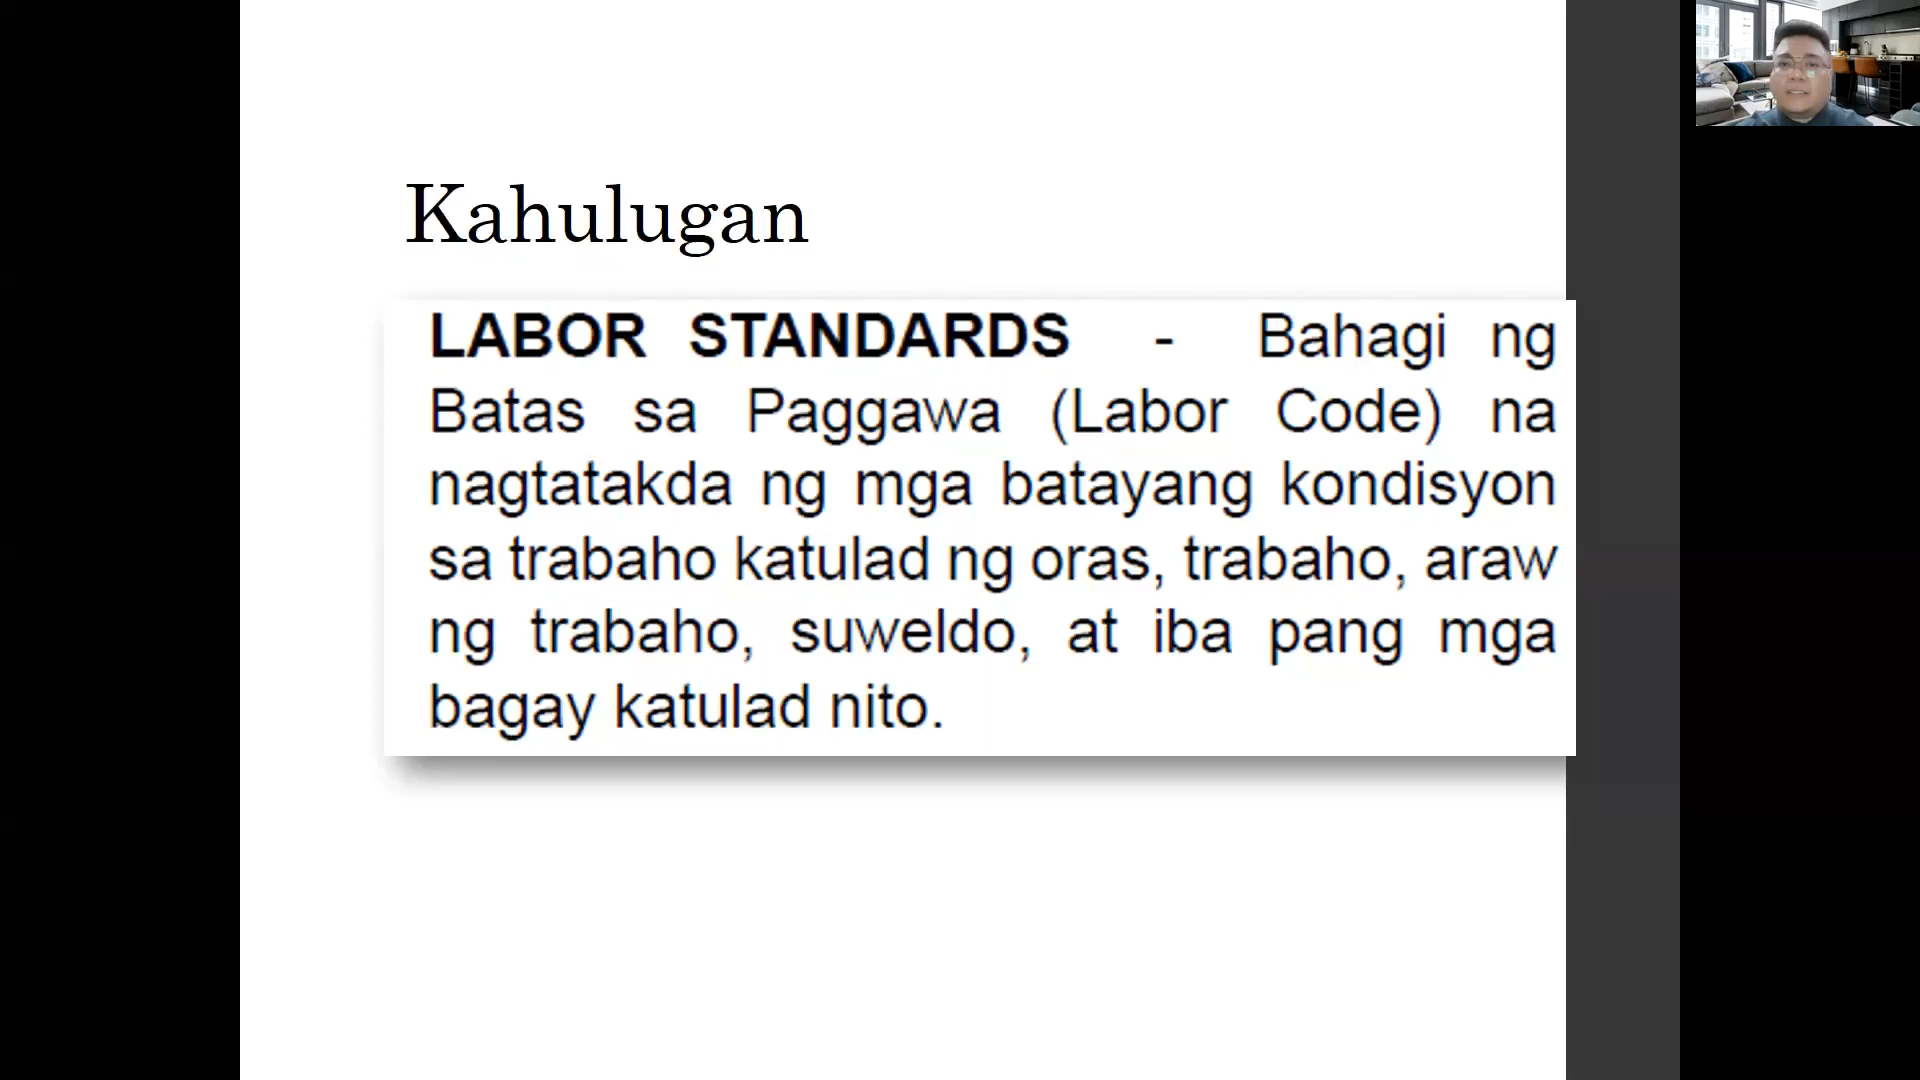 Kahulugan
LABOR STANDARDS - Bahagi ng
Batas sa Paggawa (Labor Code) na
nagtatakda ng mga batayang kondisyon
sa trabaho katulad ng oras, trabaho, araw
ng trabaho, suweldo, at iba pang mga
bagay katulad nito.